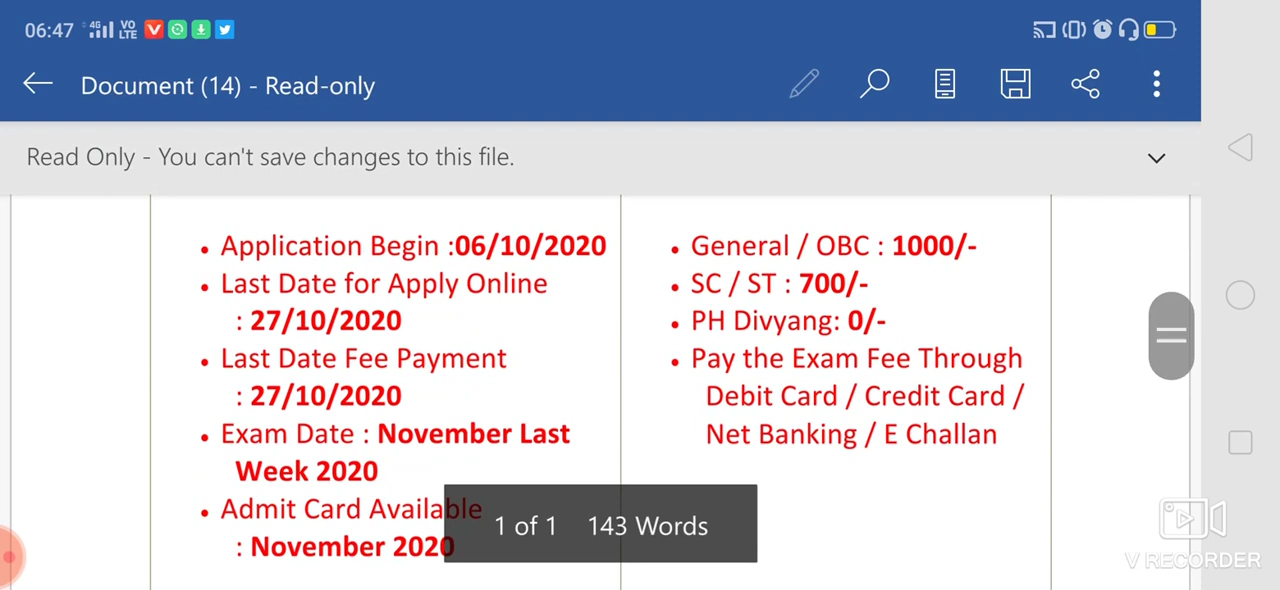 06:47 4G VO LTE
Document (14) - Read-only
Read Only - You can't save changes to this file.
• Application Begin :06/10/2020
• Last Date for Apply Online
: 27/10/2020
• Last Date Fee Payment
: 27/10/2020
• Exam Date : November Last
Week 2020
• Admit Card Available
: November 2020
• General / OBC : 1000/-
• SC / ST : 700/-
• PH Divyang: 0/-
• Pay the Exam Fee Through
Debit Card / Credit Card /
Net Banking / E Challan
1 of 1 143 Words
V RECORDER